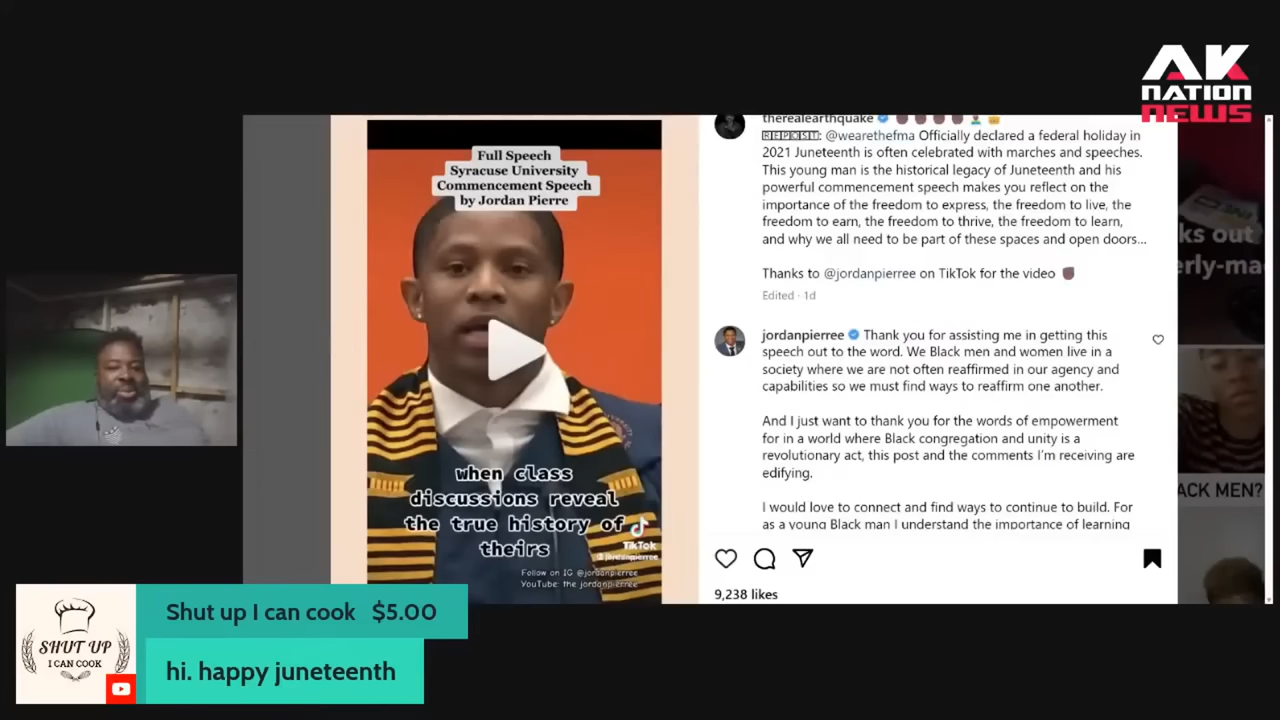 AK
NATION
NEWS
Full Speech
Syracuse University
Commencement Speech
by Jordan Pierre
when class
discussions reveal
the true history of
theirs
TikTok
@jordanpierree
Follow on IG @jordanpierree
YouTube: the jordanpierree
therealearthquake
REPOST: @wearethefma Officially declared a federal holiday in
2021 Juneteenth is often celebrated with marches and speeches.
This young man is the historical legacy of Juneteenth and his
powerful commencement speech makes you reflect on the
importance of the freedom to express, the freedom to live, the
freedom to earn, the freedom to thrive, the freedom to learn,
and why we all need to be part of these spaces and open doors...
Thanks to @jordanpierree on TikTok for the video
Edited · 1d
jordanpierree Thank you for assisting me in getting this
speech out to the word. We Black men and women live in a
society where we are not often reaffirmed in our agency and
capabilities so we must find ways to reaffirm one another.
And I just want to thank you for the words of empowerment
for in a world where Black congregation and unity is a
revolutionary act, this post and the comments I'm receiving are
edifying.
I would love to connect and find ways to continue to build. For
as a young Black man I understand the importance of learning
9,238 likes
ks out
erly-ma
ACK MEN?
SHUT UP
I CAN COOK
Shut up I can cook $5.00
hi. happy juneteenth